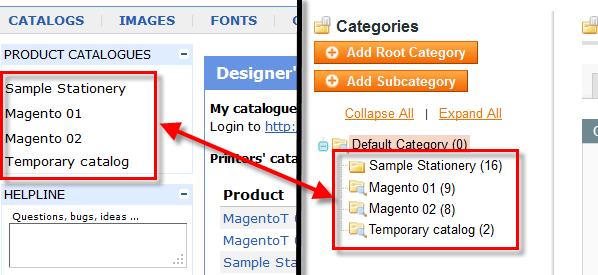 CATALOGS | IMAGES | FONTS | C
PRODUCT CATALOGUES
Sample Stationery
Magento 01
Magento 02
Temporary catalog
HELPLINE
Questions, bugs, ideas ...
Designer'
My catalogue
Login to http:
Printers' cata
Product
MagentoT
MagentoT
Sample Sta
Categories
Add Root Category
Add Subcategory
Collapse All | Expand All
Default Category (0)
Sample Stationery (16)
Magento 01 (9)
Magento 02 (8)
Temporary catalog (2)